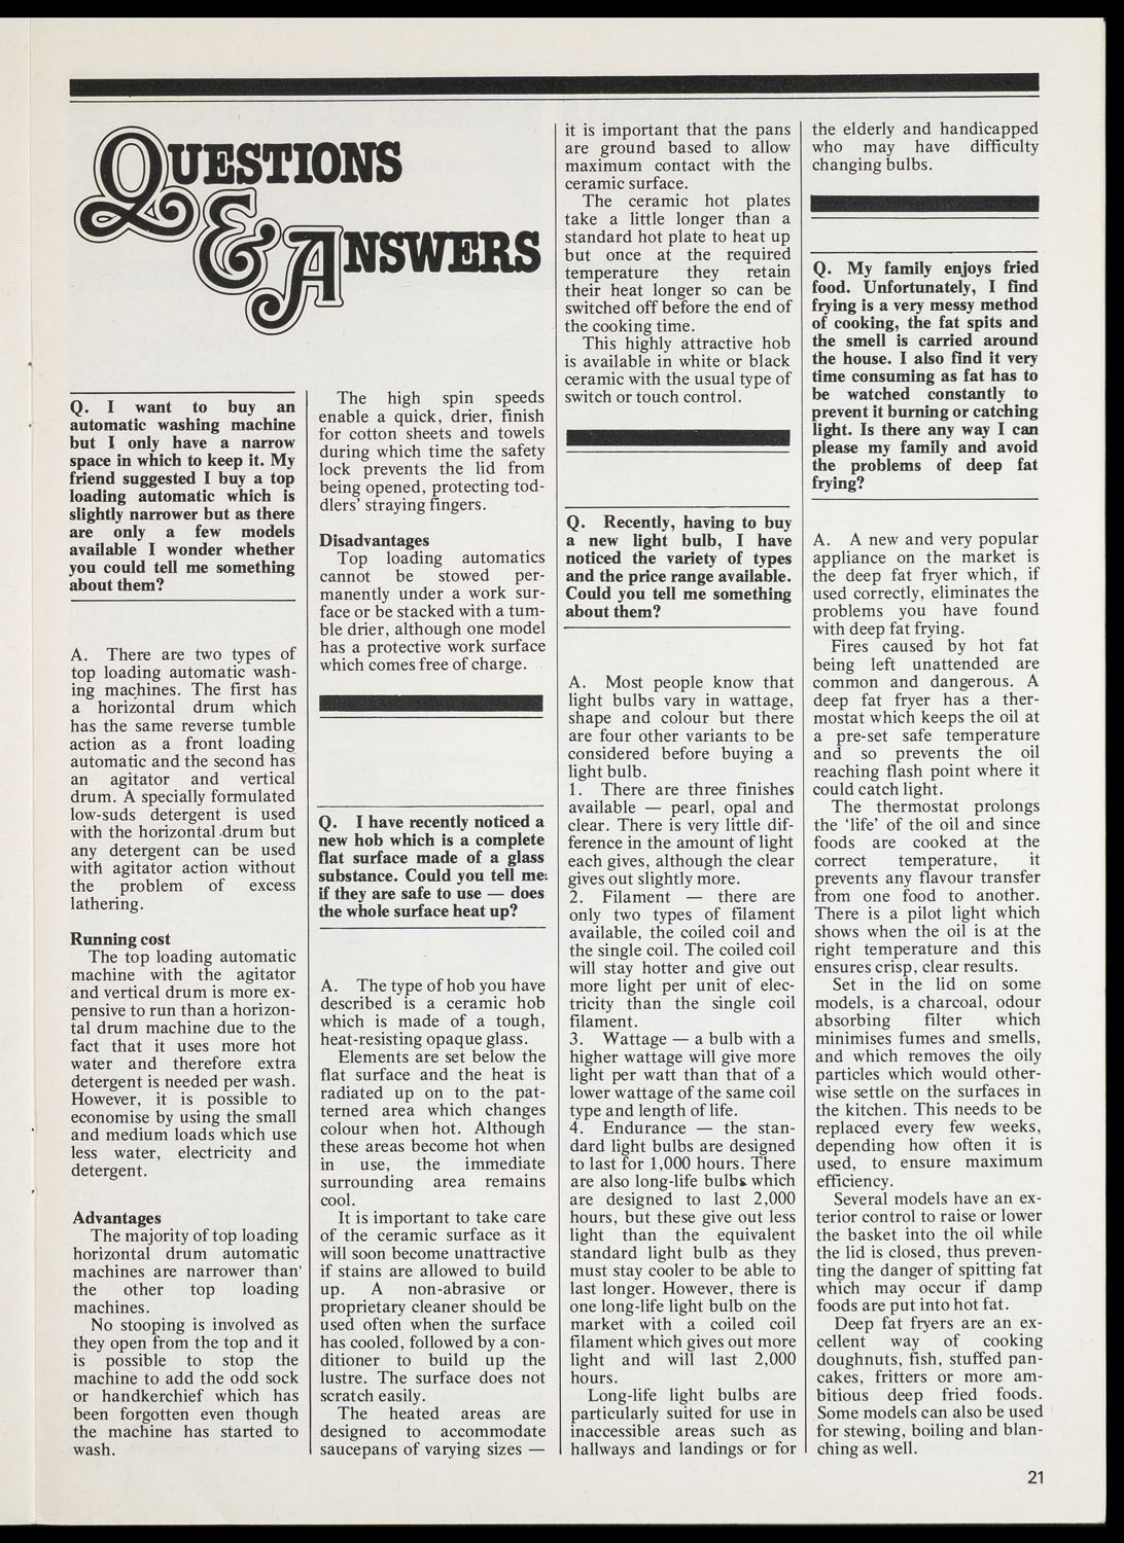 QUESTIONS
& ANSWERS
Q. I want to buy an
automatic washing machine
but I only have a narrow
space in which to keep it. My
friend suggested I buy a top
loading automatic which is
slightly narrower but as there
are only a few models
available I wonder whether
you could tell me something
about them?
A. There are two types of
top loading automatic wash-
ing machines. The first has
a horizontal drum which
has the same reverse tumble
action as a front loading
automatic and the second has
an agitator and vertical
drum. A specially formulated
low-suds detergent is used
with the horizontal drum but
any detergent can be used
with agitator action without
the problem of excess
lathering.
Running cost
The top loading automatic
machine with the agitator
and vertical drum is more ex-
pensive to run than a horizon-
tal drum machine due to the
fact that it uses more hot
water and therefore extra
detergent is needed per wash.
However, it is possible to
economise by using the small
and medium loads which use
less water, electricity and
detergent.
Advantages
The majority of top loading
horizontal drum automatic
machines are narrower than
the other top loading
machines.
No stooping is involved as
they open from the top and it
is possible to stop the
machine to add the odd sock
or handkerchief which has
been forgotten even though
the machine has started to
wash.
The high spin speeds
enable a quick, drier, finish
for cotton sheets and towels
during which time the safety
lock prevents the lid from
being opened, protecting tod-
dlers' straying fingers.
Disadvantages
Top loading automatics
cannot be stowed per-
manently under a work sur-
face or be stacked with a tum-
ble drier, although one model
has a protective work surface
which comes free of charge.
Q. I have recently noticed a
new hob which is a complete
flat surface made of a glass
substance. Could you tell me
if they are safe to use — does
the whole surface heat up?
A. The type of hob you have
described is a ceramic hob
which is made of a tough,
heat-resisting opaque glass.
Elements are set below the
flat surface and the heat is
radiated up on to the pat-
terned area which changes
colour when hot. Although
these areas become hot when
in use, the immediate
surrounding area remains
cool.
It is important to take care
of the ceramic surface as it
will soon become unattractive
if stains are allowed to build
up. A non-abrasive or
proprietary cleaner should be
used often when the surface
has cooled, followed by a con-
ditioner to build up the
lustre. The surface does not
scratch easily.
The heated areas are
designed to accommodate
saucepans of varying sizes —
it is important that the pans
are ground based to allow
maximum contact with the
ceramic surface.
The ceramic hot plates
take a little longer than a
standard hot plate to heat up
but once at the required
temperature they retain
their heat longer so can be
switched off before the end of
the cooking time.
This highly attractive hob
is available in white or black
ceramic with the usual type of
switch or touch control.
Q. Recently, having to buy
a new light bulb, I have
noticed the variety of types
and the price range available.
Could you tell me something
about them?
A. Most people know that
light bulbs vary in wattage,
shape and colour but there
are four other variants to be
considered before buying a
light bulb.
1. There are three finishes
available — pearl, opal and
clear. There is very little dif-
ference in the amount of light
each gives, although the clear
gives out slightly more.
2. Filament — there are
only two types of filament
available, the coiled coil and
the single coil. The coiled coil
will stay hotter and give out
more light per unit of elec-
tricity than the single coil
filament.
3. Wattage — a bulb with a
higher wattage will give more
light per watt than that of a
lower wattage of the same coil
type and length of life.
4. Endurance — the stan-
dard light bulbs are designed
to last for 1,000 hours. There
are also long-life bulbs which
are designed to last 2,000
hours, but these give out less
light than the equivalent
standard light bulb as they
must stay cooler to be able to
last longer. However, there is
one long-life light bulb on the
market with a coiled coil
filament which gives out more
light and will last 2,000
hours.
Long-life light bulbs are
particularly suited for use in
inaccessible areas such as
hallways and landings or for
the elderly and handicapped
who may have difficulty
changing bulbs.
Q. My family enjoys fried
food. Unfortunately, I find
frying is a very messy method
of cooking, the fat spits and
the smell is carried around
the house. I also find it very
time consuming as fat has to
be watched constantly to
prevent it burning or catching
light. Is there any way I can
please my family and avoid
the problems of deep fat
frying?
A. A new and very popular
appliance on the market is
the deep fat fryer which, if
used correctly, eliminates the
problems you have found
with deep fat frying.
Fires caused by hot fat
being left unattended are
common and dangerous. A
deep fat fryer has a ther-
mostat which keeps the oil at
a pre-set safe temperature
and so prevents the oil
reaching flash point where it
could catch light.
The thermostat prolongs
the 'life' of the oil and since
foods are cooked at the
correct temperature, it
prevents any flavour transfer
from one food to another.
There is a pilot light which
shows when the oil is at the
right temperature and this
ensures crisp, clear results.
Set in the lid on some
models, is a charcoal, odour
absorbing filter which
minimises fumes and smells,
and which removes the oily
particles which would other-
wise settle on the surfaces in
the kitchen. This needs to be
replaced every few weeks,
depending how often it is
used, to ensure maximum
efficiency.
Several models have an ex-
terior control to raise or lower
the basket into the oil while
the lid is closed, thus preven-
ting the danger of spitting fat
which may occur if damp
foods are put into hot fat.
Deep fat fryers are an ex-
cellent way of cooking
doughnuts, fish, stuffed pan-
cakes, fritters or more am-
bitious deep fried foods.
Some models can also be used
for stewing, boiling and blan-
ching as well.
21